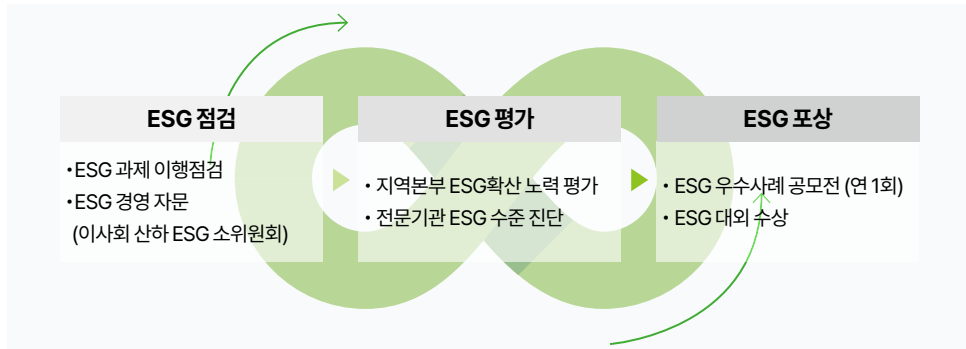 ESG 점검
・ESG 과제 이행점검
・ESG 경영 자문
(이사회 산하 ESG 소위원회)
ESG 평가
・지역본부 ESG확산 노력 평가
・전문기관 ESG 수준 진단
ESG 포상
・ESG 우수사례 공모전 (연 1회)
・ESG 대외 수상